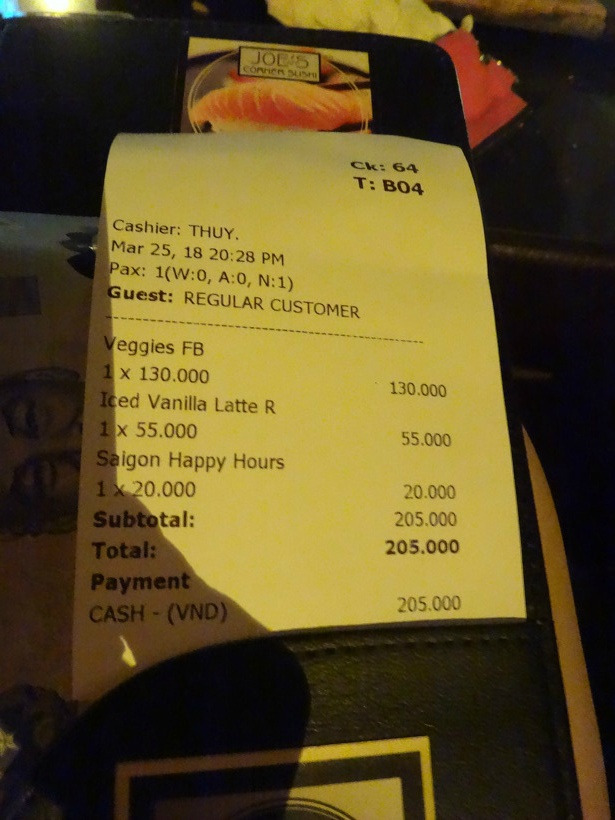 JOE'S
CORNER SUSHI
Ck: 64
T: B04
Cashier: THUY.
Mar 25, 18 20:28 PM
Pax: 1(W:0, A:0, N:1)
Guest: REGULAR CUSTOMER
Veggies FB
1 x 130.000 130.000
Iced Vanilla Latte R
1 x 55.000 55.000
Saigon Happy Hours
1 x 20.000 20.000
Subtotal: 205.000
Total: 205.000
Payment
CASH - (VND) 205.000